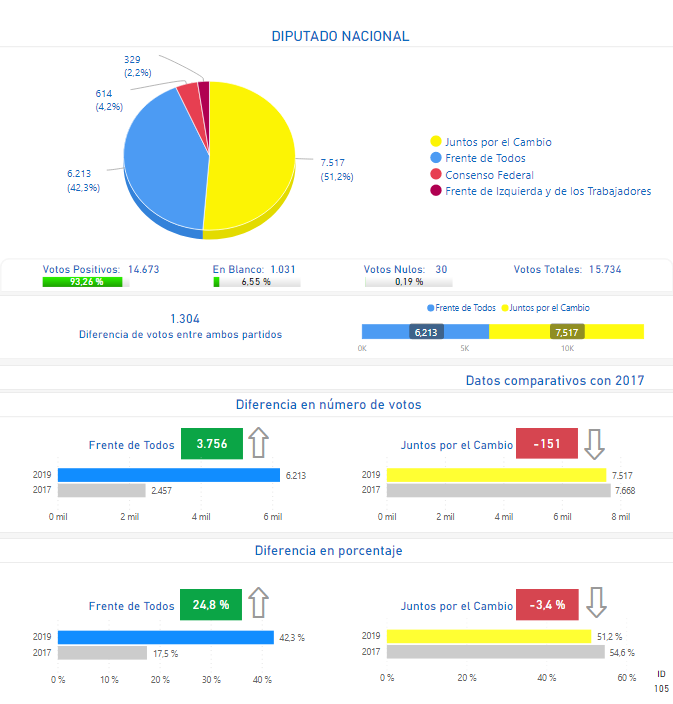 DIPUTADO NACIONAL
329
(2,2%)
614
(4,2%)
6.213
(42,3%)
7.517
(51,2%)
Juntos por el Cambio
Frente de Todos
Consenso Federal
Frente de Izquierda y de los Trabajadores
Votos Positivos: 14.673
93,26 %
En Blanco: 1.031
6,55 %
Votos Nulos: 30
0,19 %
Votos Totales: 15.734
1.304
Diferencia de votos entre ambos partidos
Frente de Todos Juntos por el Cambio
6,213 7,517
0K 5K 10K
Datos comparativos con 2017
Diferencia en número de votos
Frente de Todos 3.756
2019 6.213
2017 2.457
0 mil 2 mil 4 mil 6 mil
Juntos por el Cambio -151
2019 7.517
2017 7.668
0 mil 2 mil 4 mil 6 mil 8 mil
Diferencia en porcentaje
Frente de Todos 24,8 %
2019 42,3 %
2017 17,5 %
0 % 10 % 20 % 30 % 40 %
Juntos por el Cambio -3,4 %
2019 51,2 %
2017 54,6 %
0 % 20 % 40 % 60 %
ID
105